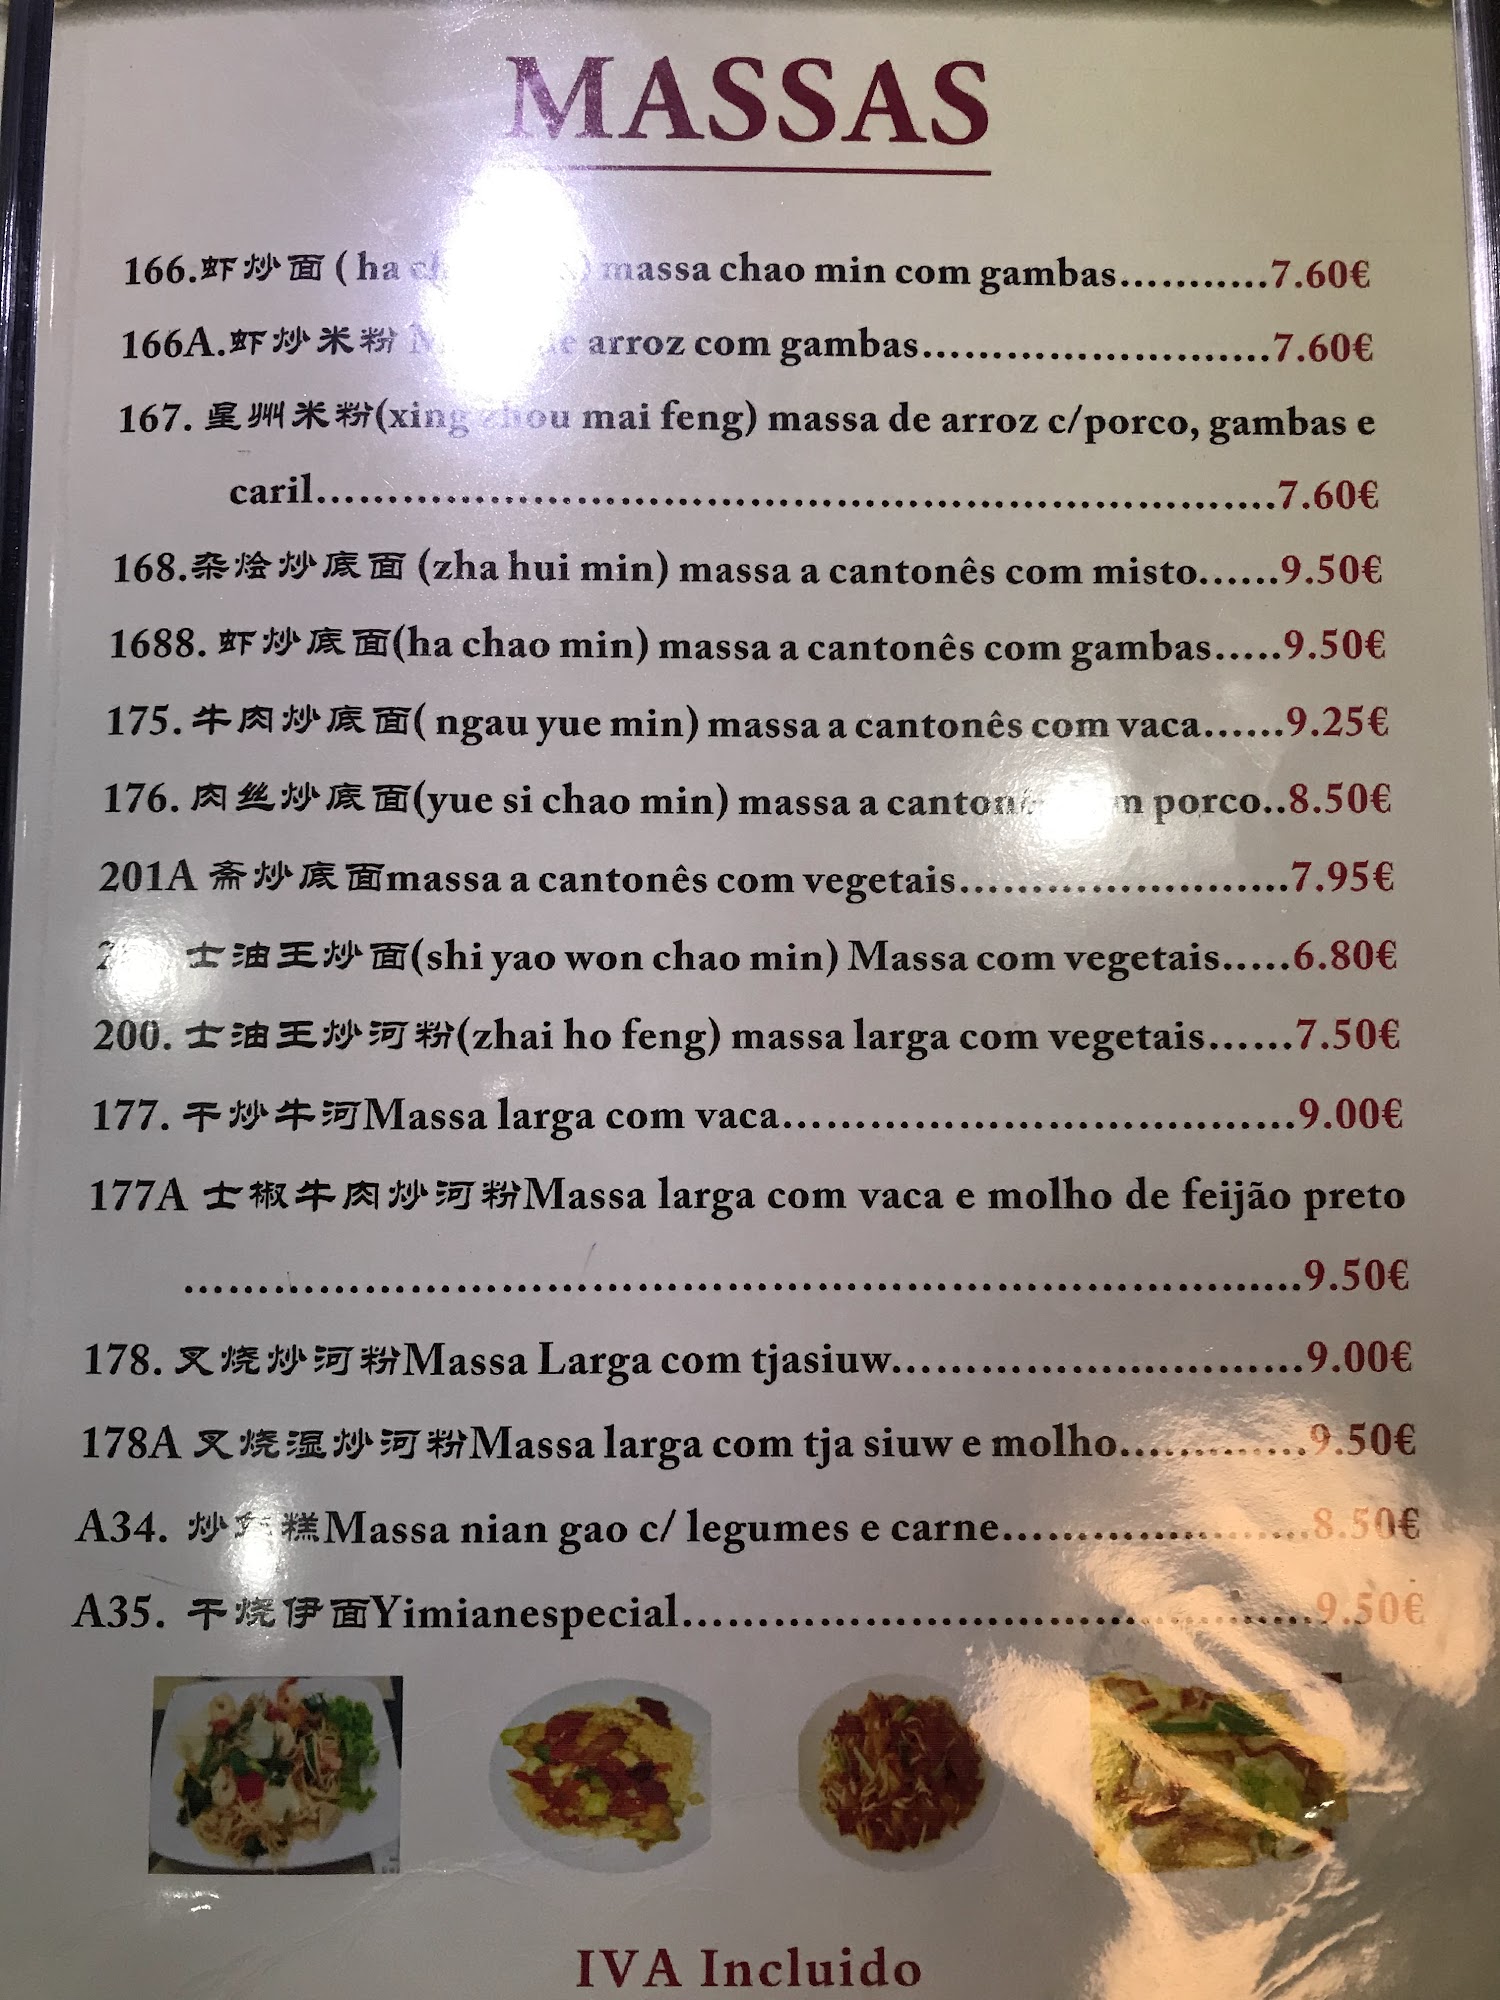 MASSAS
166.虾炒面 ( ha massa chao min com gambas...........7.60€
166A.虾炒米粉 arroz com gambas.........................7.60€
167. 星州米粉(xing zhou mai feng) massa de arroz c/porco, gambas e
caril....................................................................7.60€
168.杂烩炒底面 (zha hui min) massa a cantonês com misto......9.50€
1688. 虾炒底面(ha chao min) massa a cantonês com gambas.....9.50€
175. 牛肉炒底面( ngau yue min) massa a cantonês com vaca......9.25€
176. 肉丝炒底面(yue si chao min) massa a porco..8.50€
201A 斋炒底面massa a cantonês com vegetais.......................7.95€
士油王炒面(shi yao won chao min) Massa com vegetais.....6.80€
200. 士油王炒河粉(zhai ho feng) massa larga com vegetais......7.50€
177. 干炒牛河Massa larga com vaca....................................9.00€
177A 士椒牛肉炒河粉Massa larga com vaca e molho de feijão preto
..............................................................................9.50€
178. 叉烧炒河粉Massa Larga com tjasiuw.............................9.00€
178A 叉烧湿炒河粉Massa larga com tja siuw e molho.............9.50€
A34. 炒 糕Massa nian gao c/ legumes e carne......................8.50€
A35. 干烧伊面Yimianespecial............................................9.50€
IVA Incluido